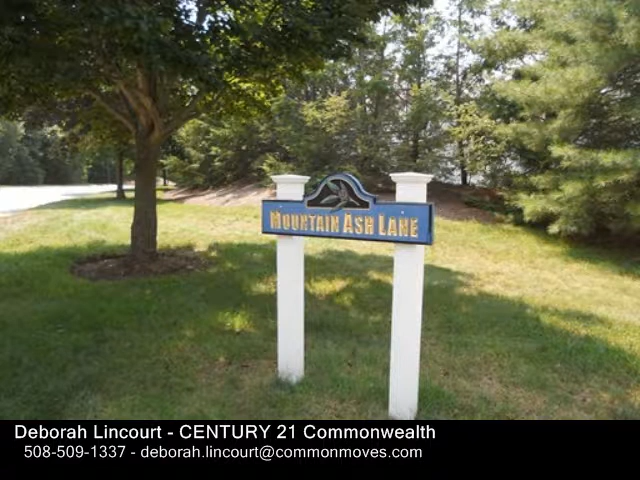 MOUNTAIN ASH LANE
Deborah Lincourt - CENTURY 21 Commonwealth
508-509-1337 - deborah.lincourt@commonmoves.com